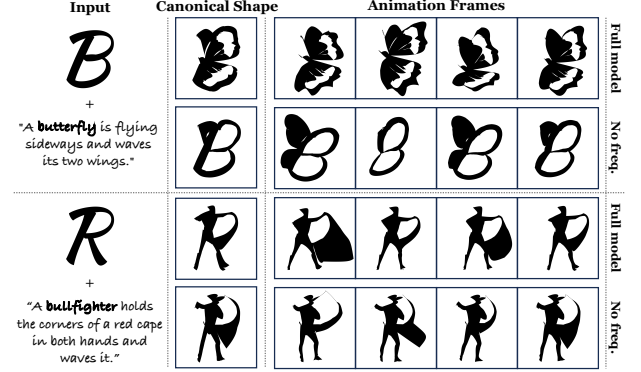 Input
Canonical Shape
Animation Frames
B
+
"A butterfly is flying
sideways and waves
its two wings."
Full model
No freq.
R
+
“A bullfighter holds
the corners of a red cape
in both hands and
waves it.”
Full model
No freq.